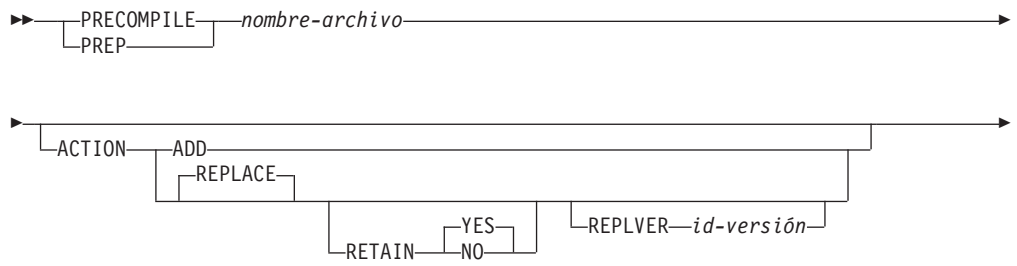 PRECOMPILE nombre-archivo
PREP
ACTION ADD
REPLACE
YES
REPLVER id-versión
RETAIN NO